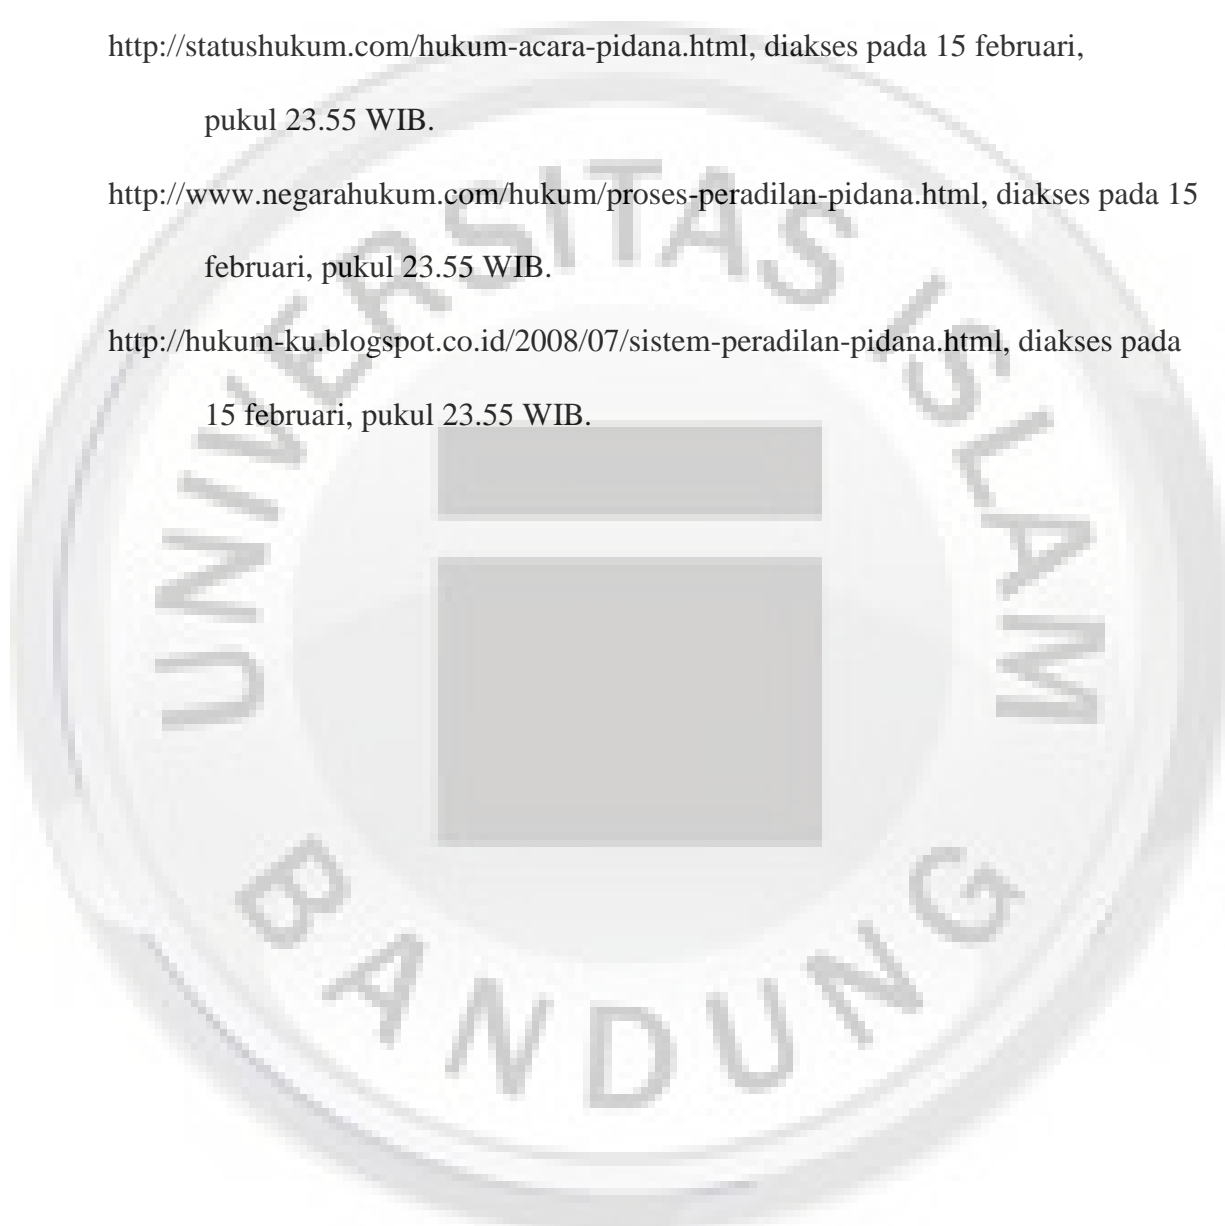 http://statushukum.com/hukum-acara-pidana.html, diakses pada 15 februari,
pukul 23.55 WIB.
http://www.negarahukum.com/hukum/proses-peradilan-pidana.html, diakses pada 15
februari, pukul 23.55 WIB.
http://hukum-ku.blogspot.co.id/2008/07/sistem-peradilan-pidana.html, diakses pada
15 februari, pukul 23.55 WIB.
UNIVERSITAS ISLAM
BANDUNG